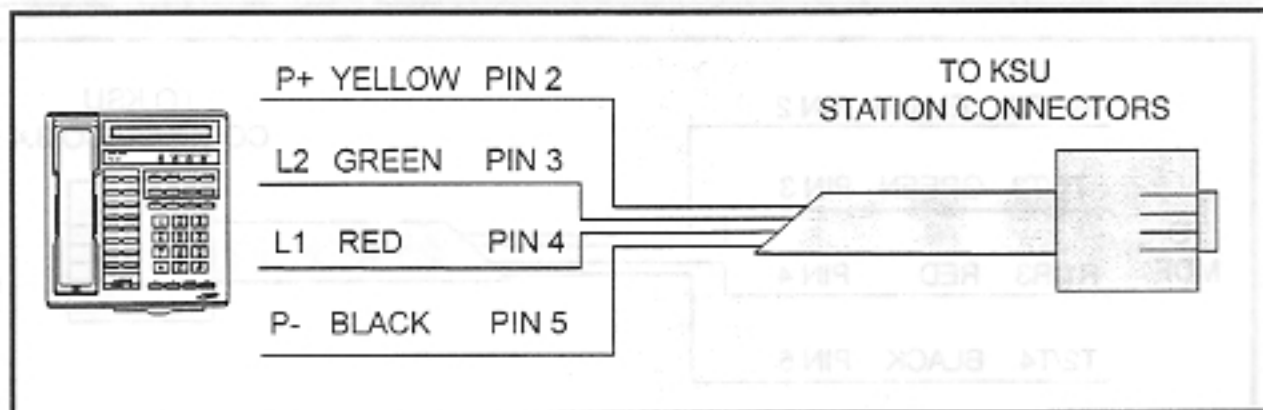 P+ YELLOW PIN 2
TO KSU
STATION CONNECTORS
L2 GREEN PIN 3
L1 RED PIN 4
P- BLACK PIN 5